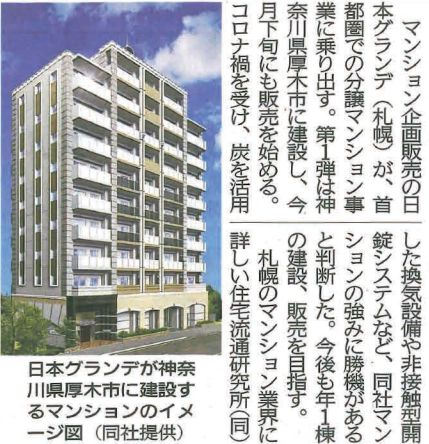 マンション企画販売の日
本グランデ（札幌）が、首
都圏での分譲マンション事
業に乗り出す。第1弾は神
奈川県厚木市に建設し、今
月下旬にも販売を始める。
コロナ禍を受け、炭を活用
した換気設備や非接触型開
錠システムなど、同社マン
ションの強みに勝機がある
と判断した。今後も年1棟
の建設、販売を目指す。
札幌のマンション業界に
詳しい住宅流通研究所（同）
日本グランデが神奈
川県厚木市に建設す
るマンションのイメ
ージ図（同社提供）